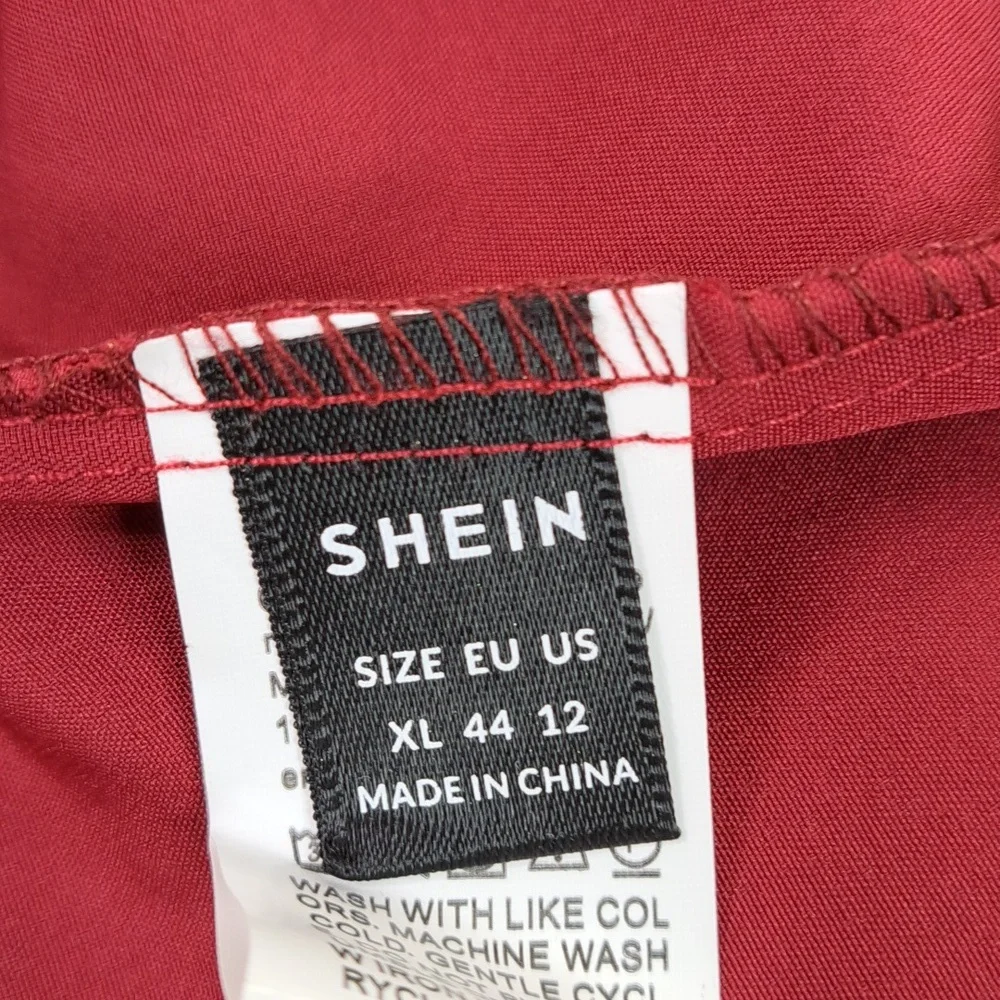 SHEIN
SIZE EU US
XL 44 12
MADE IN CHINA
WASH WITH LIKE COL
ORS. MACHINE WASH
COLD. GENTLE CYCL